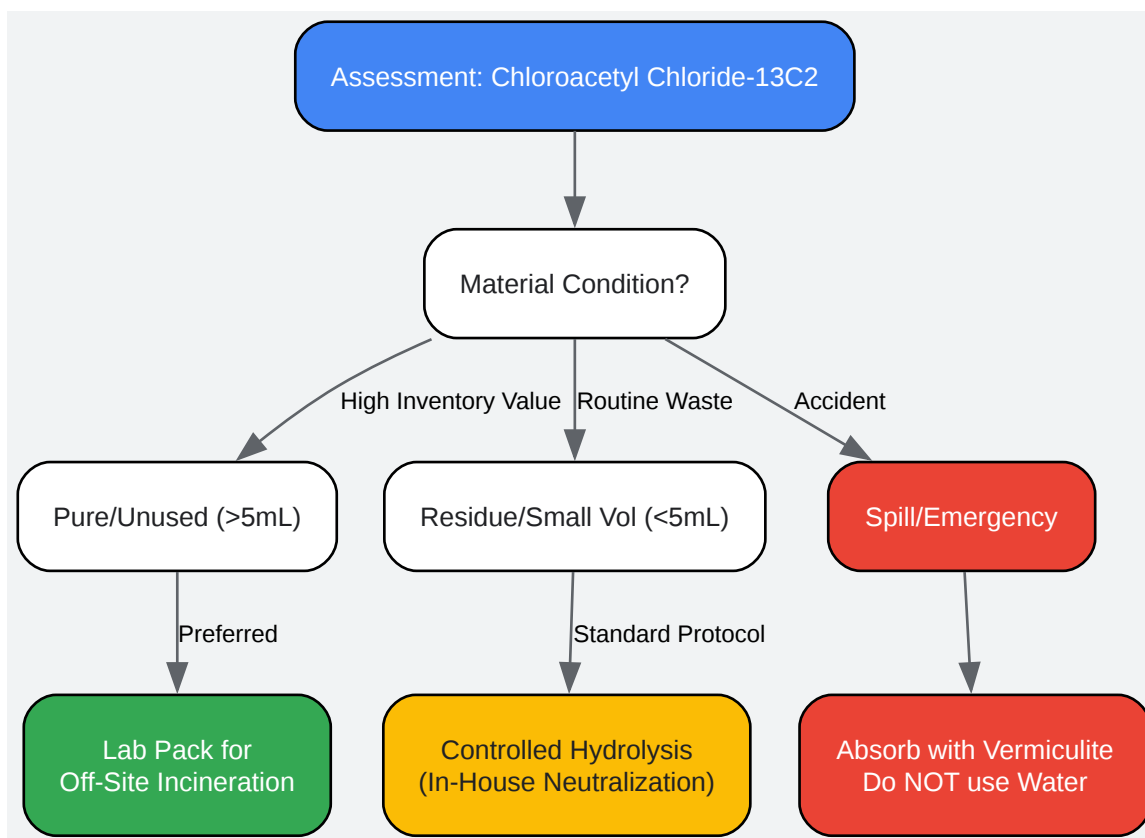 Assessment: Chloroacetyl Chloride-13C2
Material Condition?
High Inventory Value
Routine Waste
Accident
Pure/Unused (>5mL)
Residue/Small Vol (<5mL)
Spill/Emergency
Preferred
Standard Protocol
Lab Pack for
Off-Site Incineration
Controlled Hydrolysis
(In-House Neutralization)
Absorb with Vermiculite
Do NOT use Water